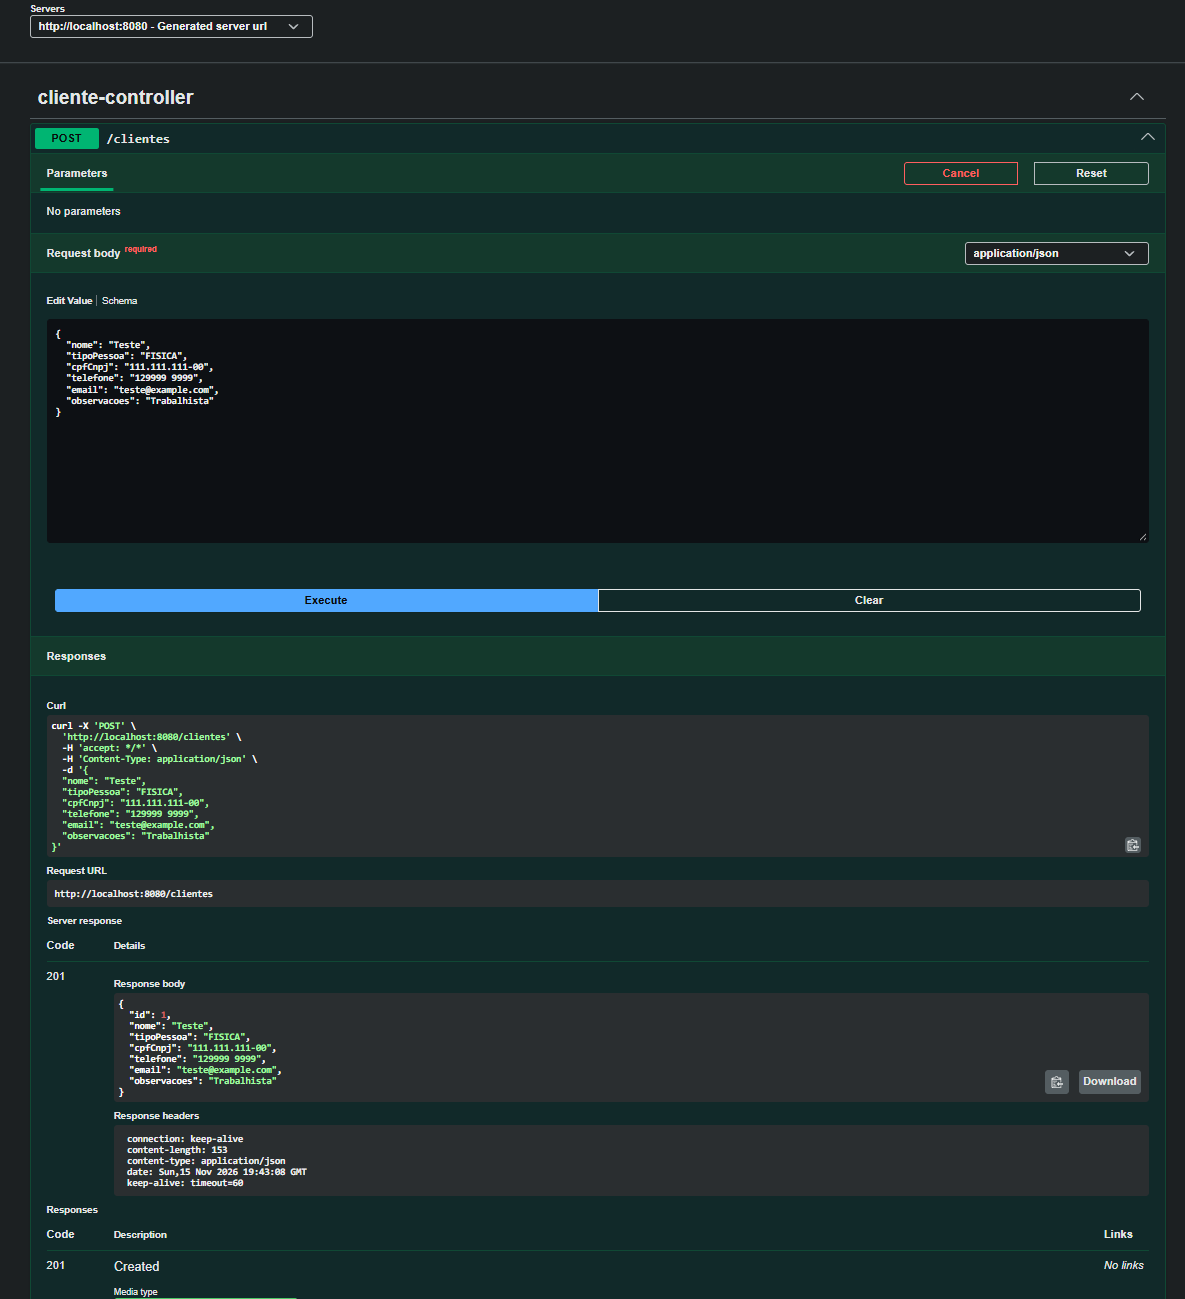 Servers
http://localhost:8080 - Generated server url
cliente-controller
POST /clientes
Parameters Cancel Reset
No parameters
Request body required application/json
Edit Value | Schema
{
"nome": "Teste",
"tipoPessoa": "FISICA",
"cpfCnpj": "111.111.111-00",
"telefone": "129999 9999",
"email": "teste@example.com",
"observacoes": "Trabalhista"
}
Execute Clear
Responses
Curl
curl -X 'POST' \
'http://localhost:8080/clientes' \
-H 'accept: */*' \
-H 'Content-Type: application/json' \
-d '{
"nome": "Teste",
"tipoPessoa": "FISICA",
"cpfCnpj": "111.111.111-00",
"telefone": "129999 9999",
"email": "teste@example.com",
"observacoes": "Trabalhista"
}'
Request URL
http://localhost:8080/clientes
Server response
Code Details
201
Response body
{
"id": 1,
"nome": "Teste",
"tipoPessoa": "FISICA",
"cpfCnpj": "111.111.111-00",
"telefone": "129999 9999",
"email": "teste@example.com",
"observacoes": "Trabalhista"
}
Download
Response headers
connection: keep-alive
content-length: 153
content-type: application/json
date: Sun,15 Nov 2026 19:43:08 GMT
keep-alive: timeout=60
Responses
Code Description Links
201 Created No links
Media type